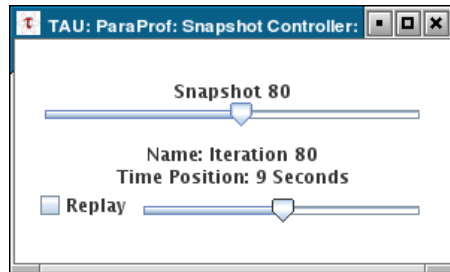 τ TAU: ParaProf: Snapshot Controller:
Snapshot 80
Name: Iteration 80
Time Position: 9 Seconds
Replay